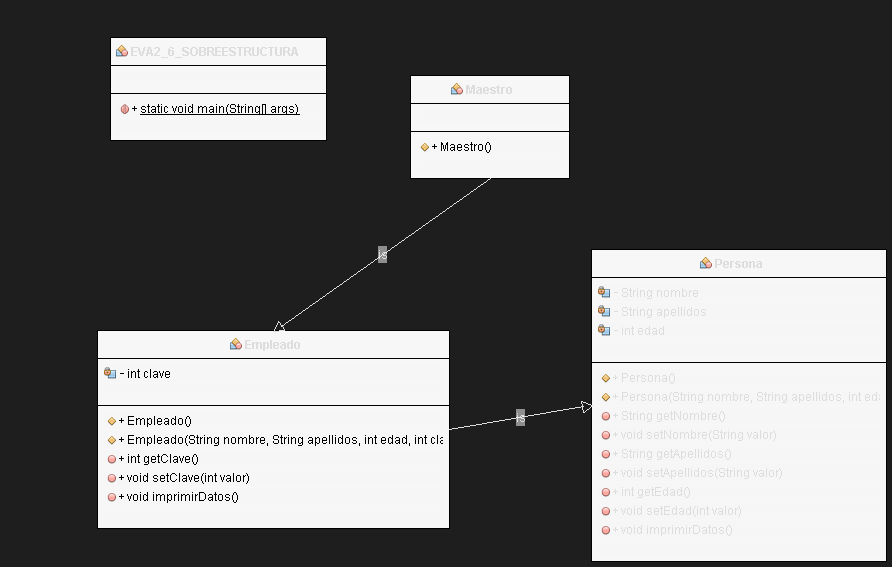 EVA2_6_SOBREESTRUCTURA
+ static void main(String[] args)
Maestro
+ Maestro()
is
Empleado
- int clave
+ Empleado()
+ Empleado(String nombre, String apellidos, int edad, int cla
+ int getClave()
+ void setClave(int valor)
+ void imprimirDatos()
is
Persona
- String nombre
- String apellidos
- int edad
+ Persona()
+ Persona(String nombre, String apellidos, int eda
+ String getNombre()
+ void setNombre(String valor)
+ String getApellidos()
+ void setApellidos(String valor)
+ int getEdad()
+ void setEdad(int valor)
+ void imprimirDatos()